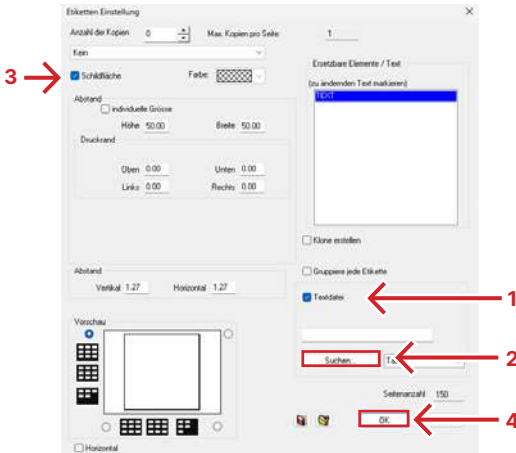 Etiketten Einstellung
Anzahl der Kopien 0 Max. Kopien pro Seite 1
Kein
3
Schildfläche Farbe:
Ersetzbare Elemente / Text
(zu ändernden Text markieren)
TEXT
Abstand
individuelle Grösse
Höhe 50.00 Breite 50.00
Druckrand
Oben 0.00 Unten 0.00
Links 0.00 Rechts 0.00
Klone erstellen
Abstand
Vertikal 1.27 Horizontal 1.27
Gruppiere jede Etikette
Textdatei
1
Vorschau
Suchen...
2
Seitenanzahl 150
OK
4
Horizontal